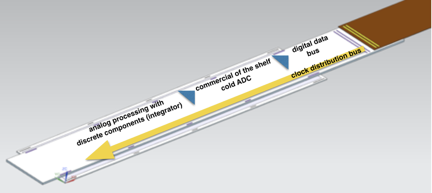 digital data
bus
commercial of the shelf
cold ADC
clock distribution bus
analog processing with
discrete components (integrator)